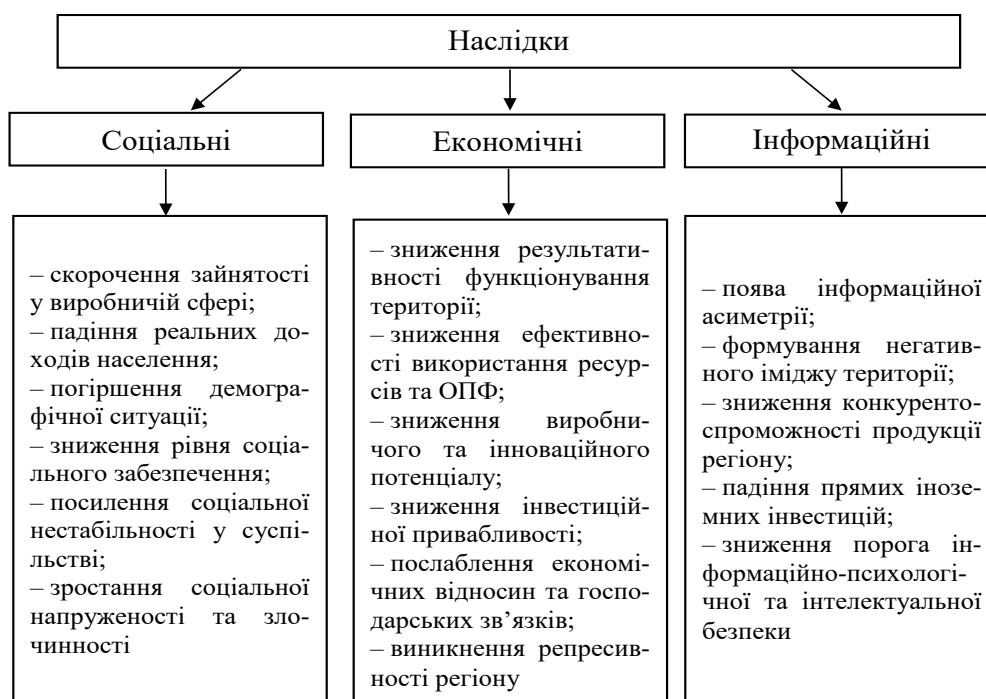 Наслідки
Соціальні
Економічні
Інформаційні
– скорочення зайнятості
у виробничій сфері;
– падіння реальних до-
ходів населення;
– погіршення демогра-
фічної ситуації;
– зниження рівня соціа-
льного забезпечення;
– посилення соціальної
нестабільності у суспі-
льстві;
– зростання соціальної
напруженості та зло-
чинності
– зниження результати-
вності функціонування
території;
– зниження ефективно-
сті використання ресур-
сів та ОПФ;
– зниження виробни-
чого та інноваційного
потенціалу;
– зниження інвестицій-
ної привабливості;
– послаблення економі-
чних відносин та госпо-
дарських зв’язків;
– виникнення репресив-
ності регіону
– поява інформаційної
асиметрії;
– формування негатив-
ного іміджу території;
– зниження конкуренто-
спроможності продукції
регіону;
– падіння прямих інозе-
мних інвестицій;
– зниження порога ін-
формаційно-психологі-
чної та інтелектуальної
безпеки